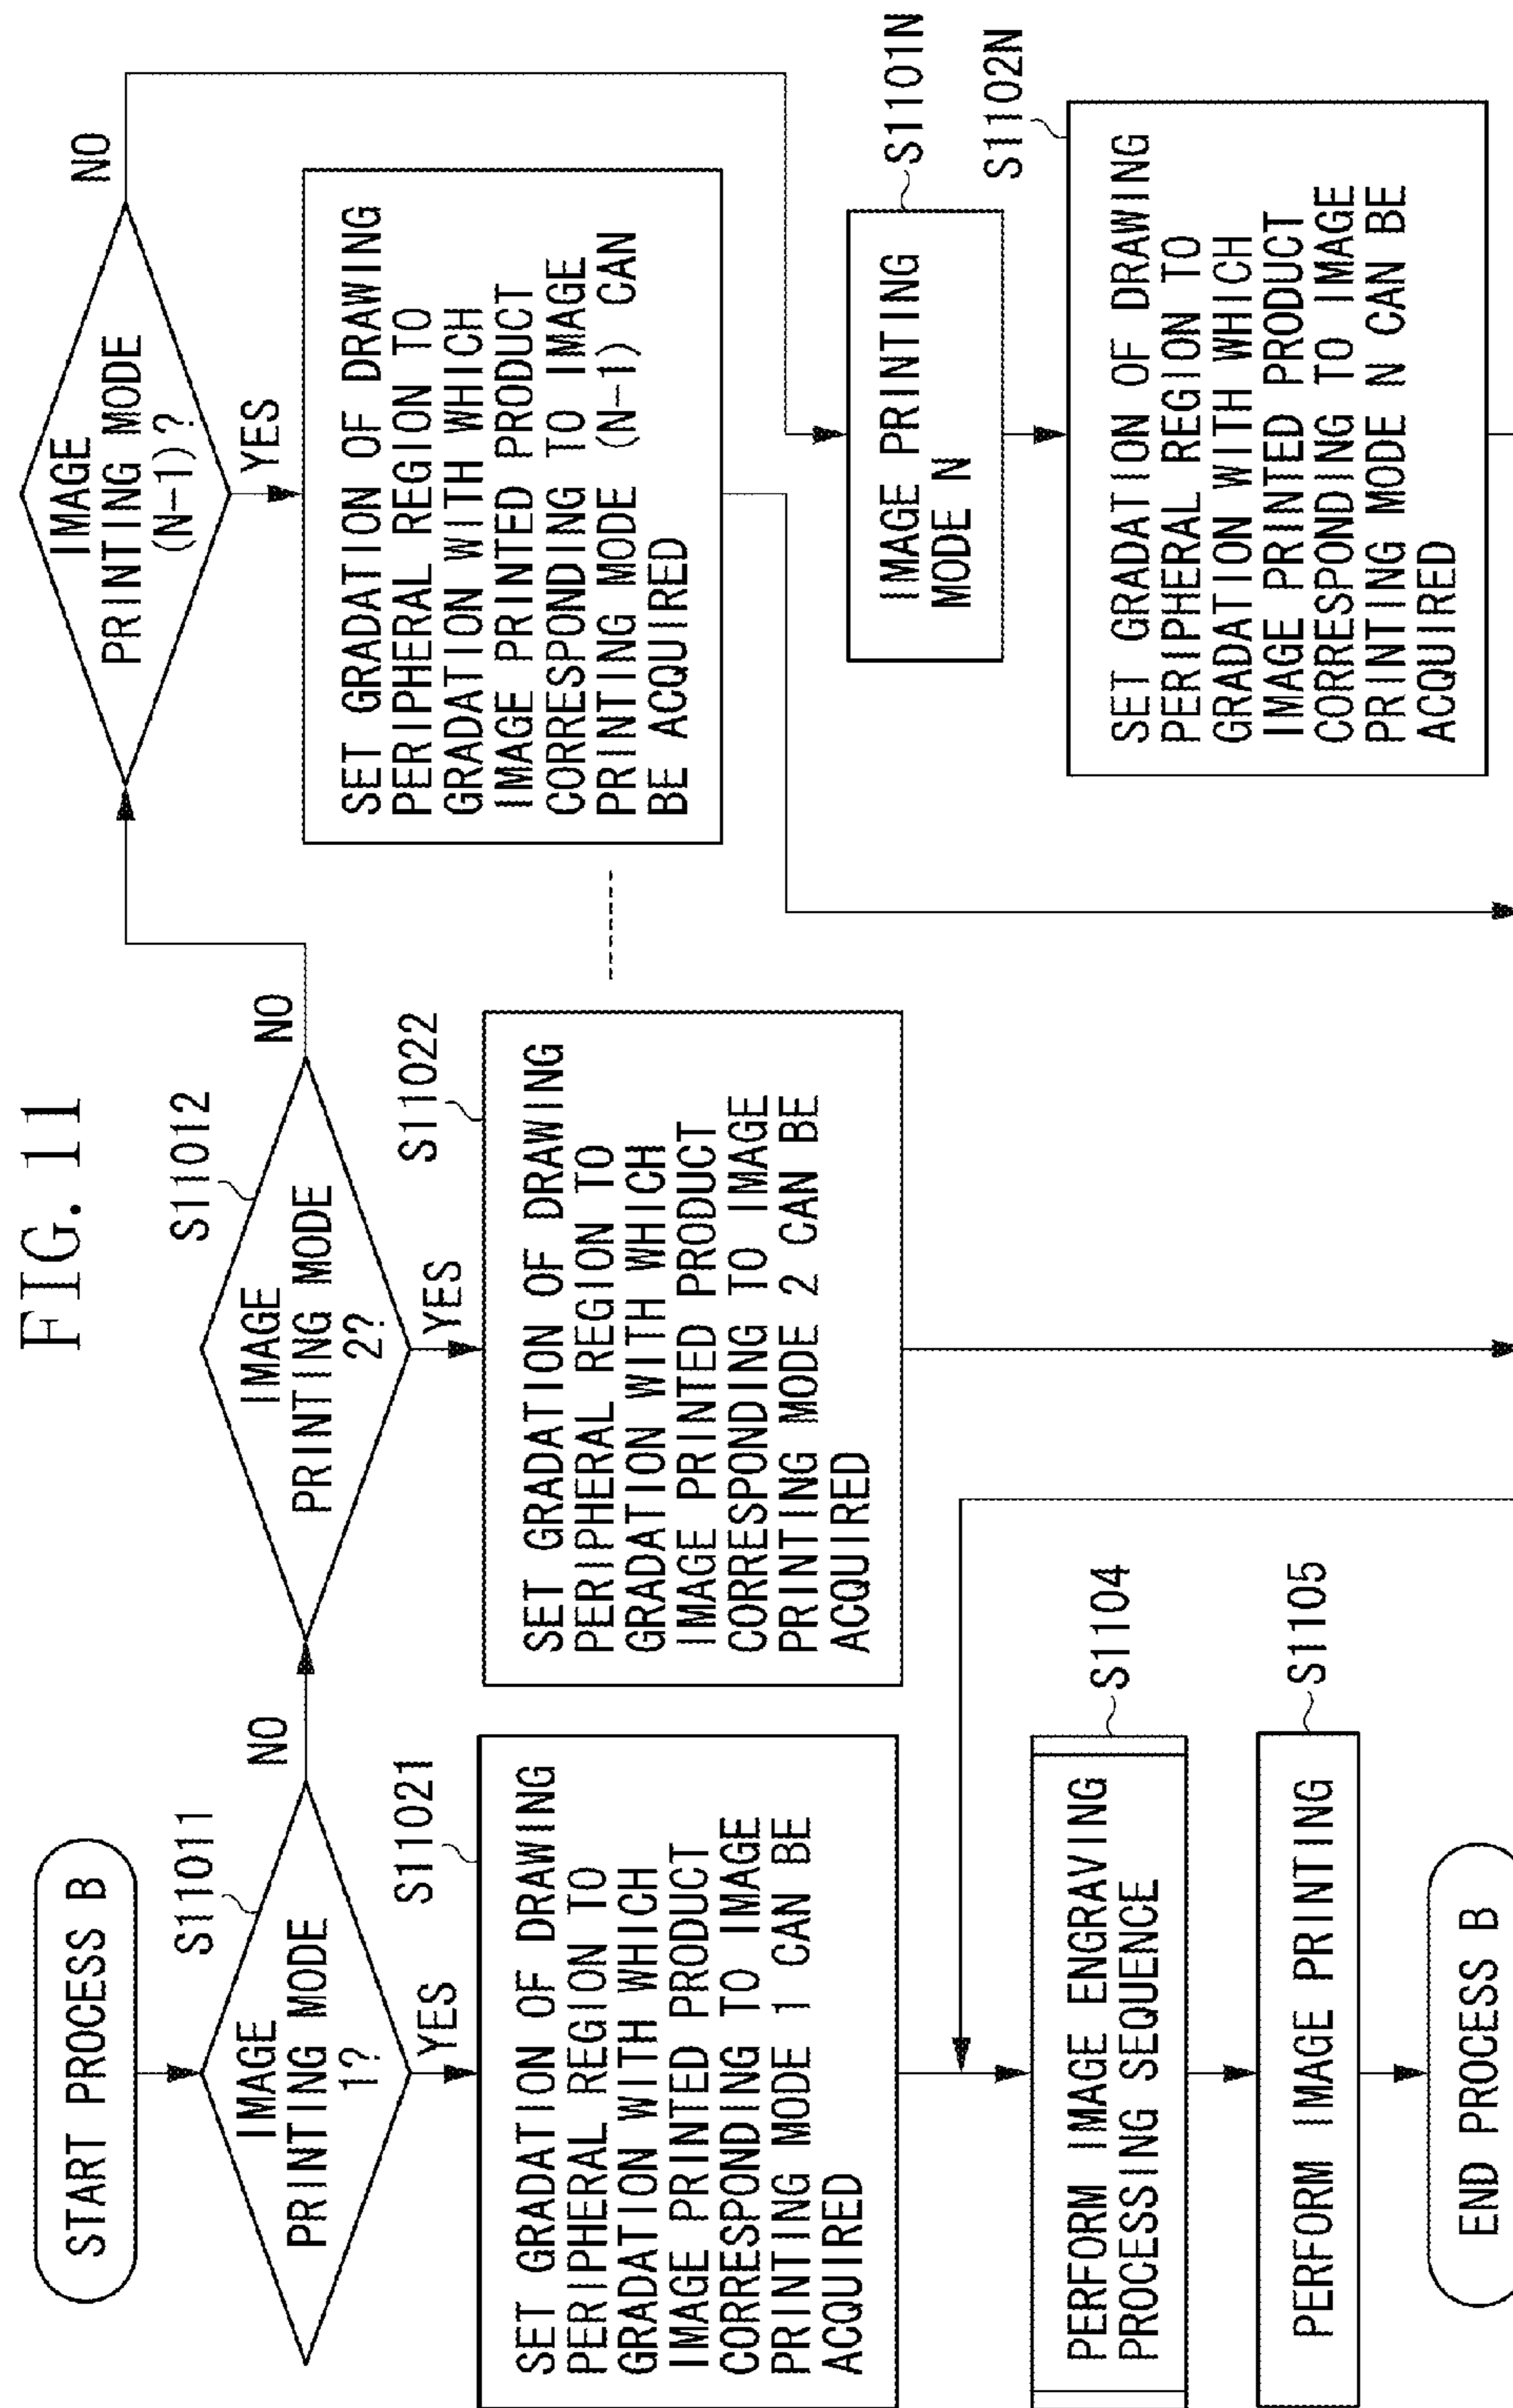 FIG. 11
START PROCESS B
S11011
IMAGE
PRINTING MODE
1?
NO
YES
S11021
SET GRADATION OF DRAWING
PERIPHERAL REGION TO
GRADATION WITH WHICH
IMAGE PRINTED PRODUCT
CORRESPONDING TO IMAGE
PRINTING MODE 1 CAN BE
ACQUIRED
S11012
IMAGE
PRINTING MODE
2?
NO
YES
S11022
SET GRADATION OF DRAWING
PERIPHERAL REGION TO
GRADATION WITH WHICH
IMAGE PRINTED PRODUCT
CORRESPONDING TO IMAGE
PRINTING MODE 2 CAN BE
ACQUIRED
IMAGE
PRINTING MODE
(N-1)?
NO
YES
SET GRADATION OF DRAWING
PERIPHERAL REGION TO
GRADATION WITH WHICH
IMAGE PRINTED PRODUCT
CORRESPONDING TO IMAGE
PRINTING MODE (N-1) CAN
BE ACQUIRED
S1101N
IMAGE PRINTING
MODE N
S1102N
SET GRADATION OF DRAWING
PERIPHERAL REGION TO
GRADATION WITH WHICH
IMAGE PRINTED PRODUCT
CORRESPONDING TO IMAGE
PRINTING MODE N CAN BE
ACQUIRED
S1104
PERFORM IMAGE ENGRAVING
PROCESSING SEQUENCE
S1105
PERFORM IMAGE PRINTING
END PROCESS B